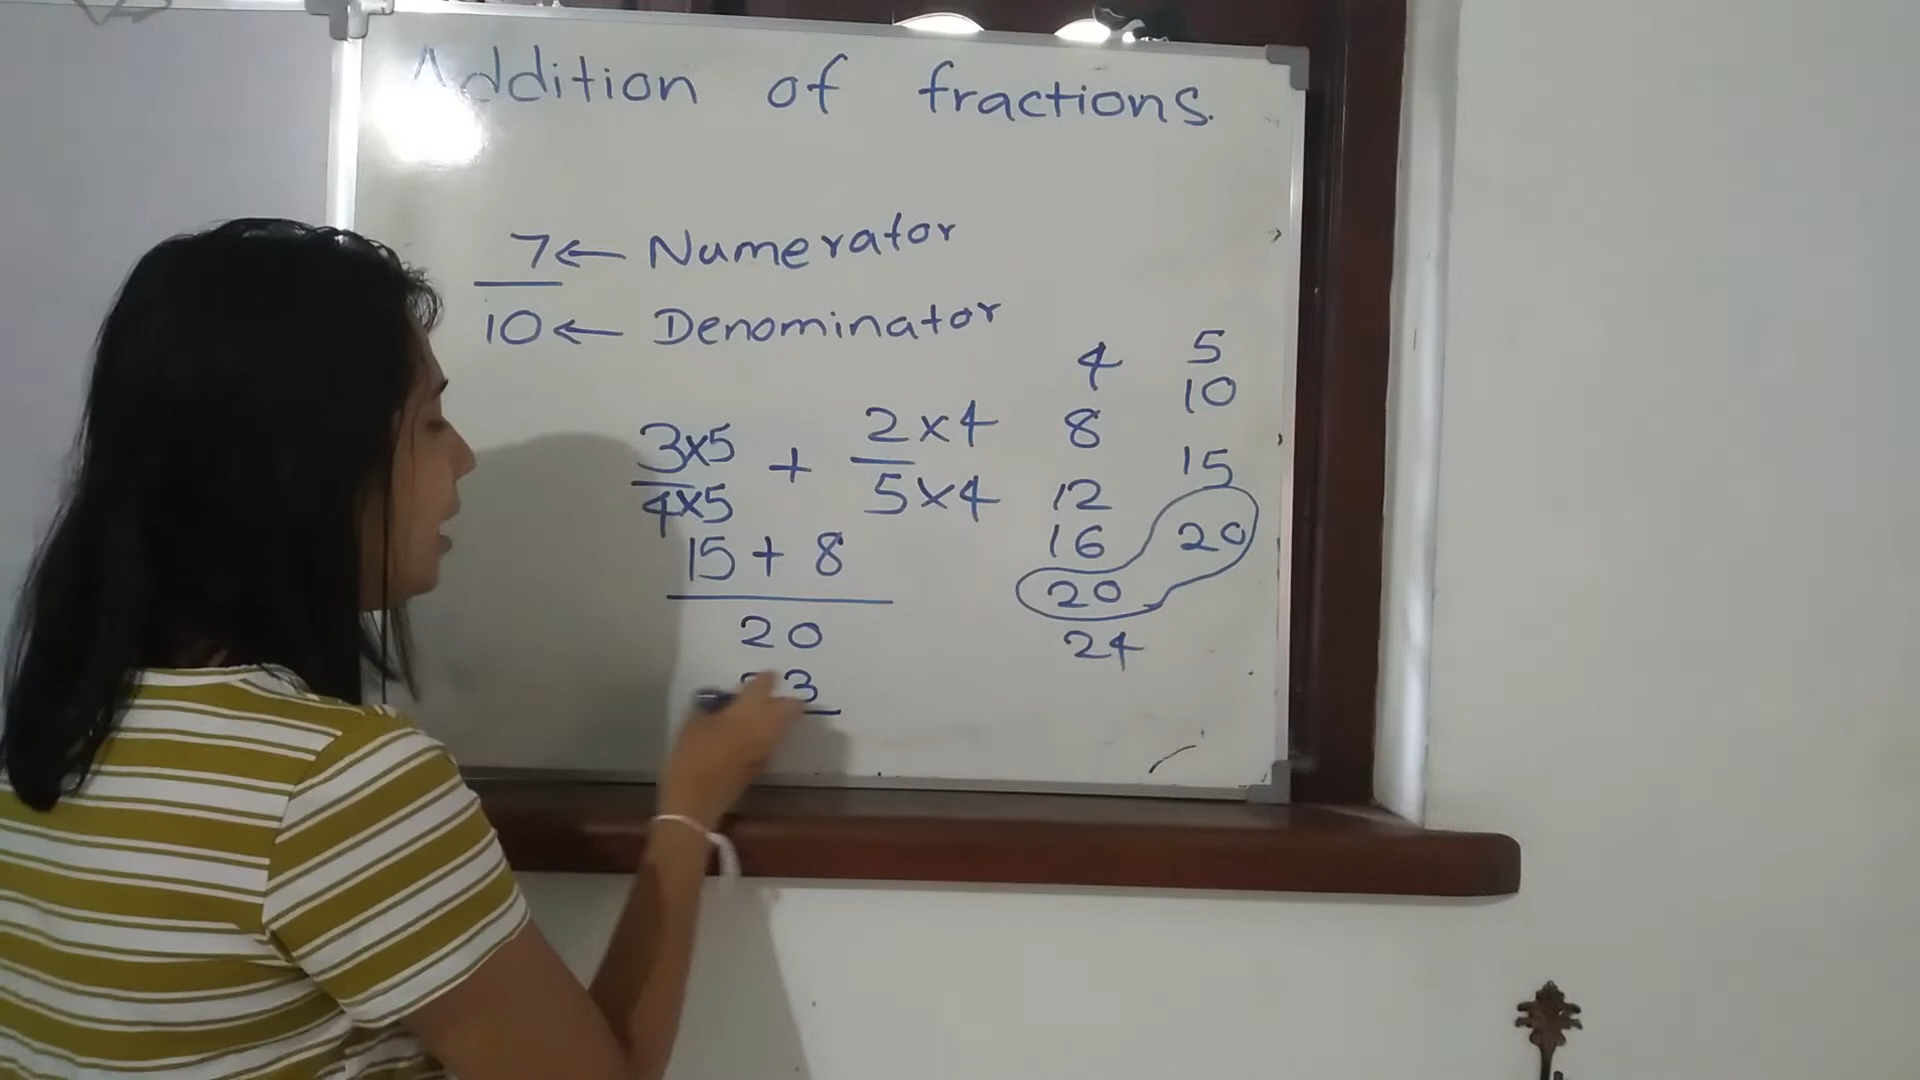 Addition of fractions.
7 ← Numerator
10 ← Denominator
3x5 + 2x4
4x5 5x4
15 + 8
20
23
4
8
12
16
20
24
5
10
15
20